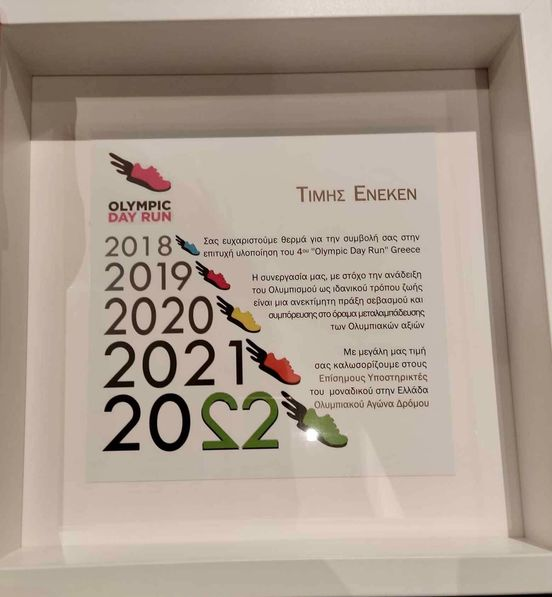 OLYMPIC
DAY RUN
ΤΙΜΗΣ ΕΝΕΚΕΝ
2018
2019
2020
2021
2022
Σας ευχαριστούμε θερμά για την συμβολή σας στην
επιτυχή υλοποίηση του 4ου "Olympic Day Run" Greece
Η συνεργασία μας, με στόχο την ανάδειξη
του Ολυμπισμού ως ιδανικού τρόπου ζωής
είναι μια ανεκτίμητη πράξη σεβασμού και
συμπόρευσης στο όραμα μεταλαμπάδευσης
των Ολυμπιακών αξιών
Με μεγάλη μας τιμή
σας καλωσορίζουμε στους
Επίσημους Υποστηρικτές
του μοναδικού στην Ελλάδα
Ολυμπιακού Αγώνα Δρόμου